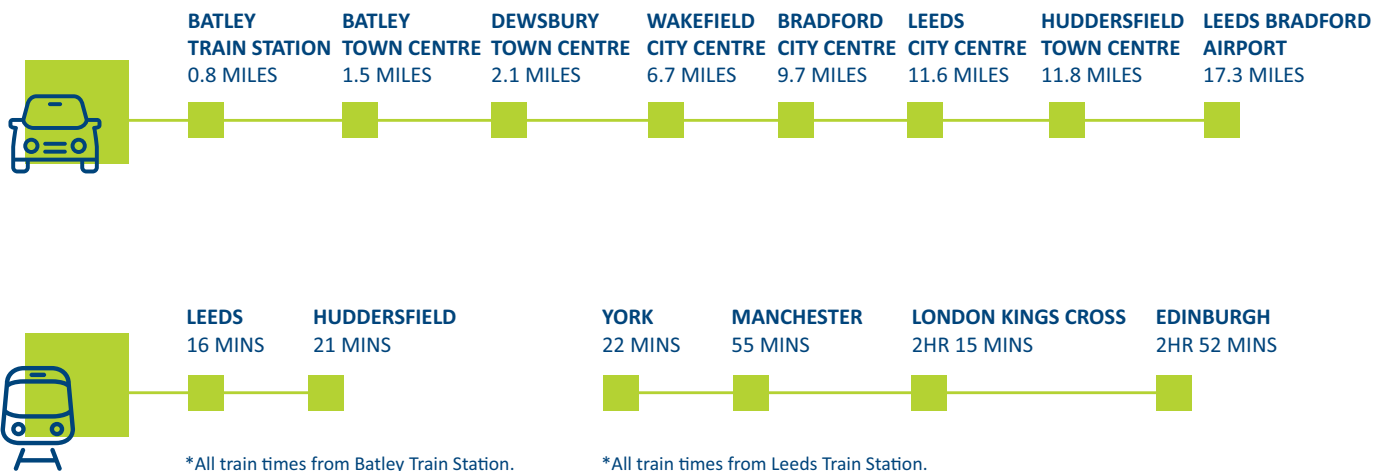 BATLEY
TRAIN STATION
0.8 MILES
BATLEY
TOWN CENTRE
1.5 MILES
DEWSBURY
TOWN CENTRE
2.1 MILES
WAKEFIELD
CITY CENTRE
6.7 MILES
BRADFORD
CITY CENTRE
9.7 MILES
LEEDS
CITY CENTRE
11.6 MILES
HUDDERSFIELD
TOWN CENTRE
11.8 MILES
LEEDS BRADFORD
AIRPORT
17.3 MILES
LEEDS
16 MINS
HUDDERSFIELD
21 MINS
YORK
22 MINS
MANCHESTER
55 MINS
LONDON KINGS CROSS
2HR 15 MINS
EDINBURGH
2HR 52 MINS
*All train times from Batley Train Station.
*All train times from Leeds Train Station.